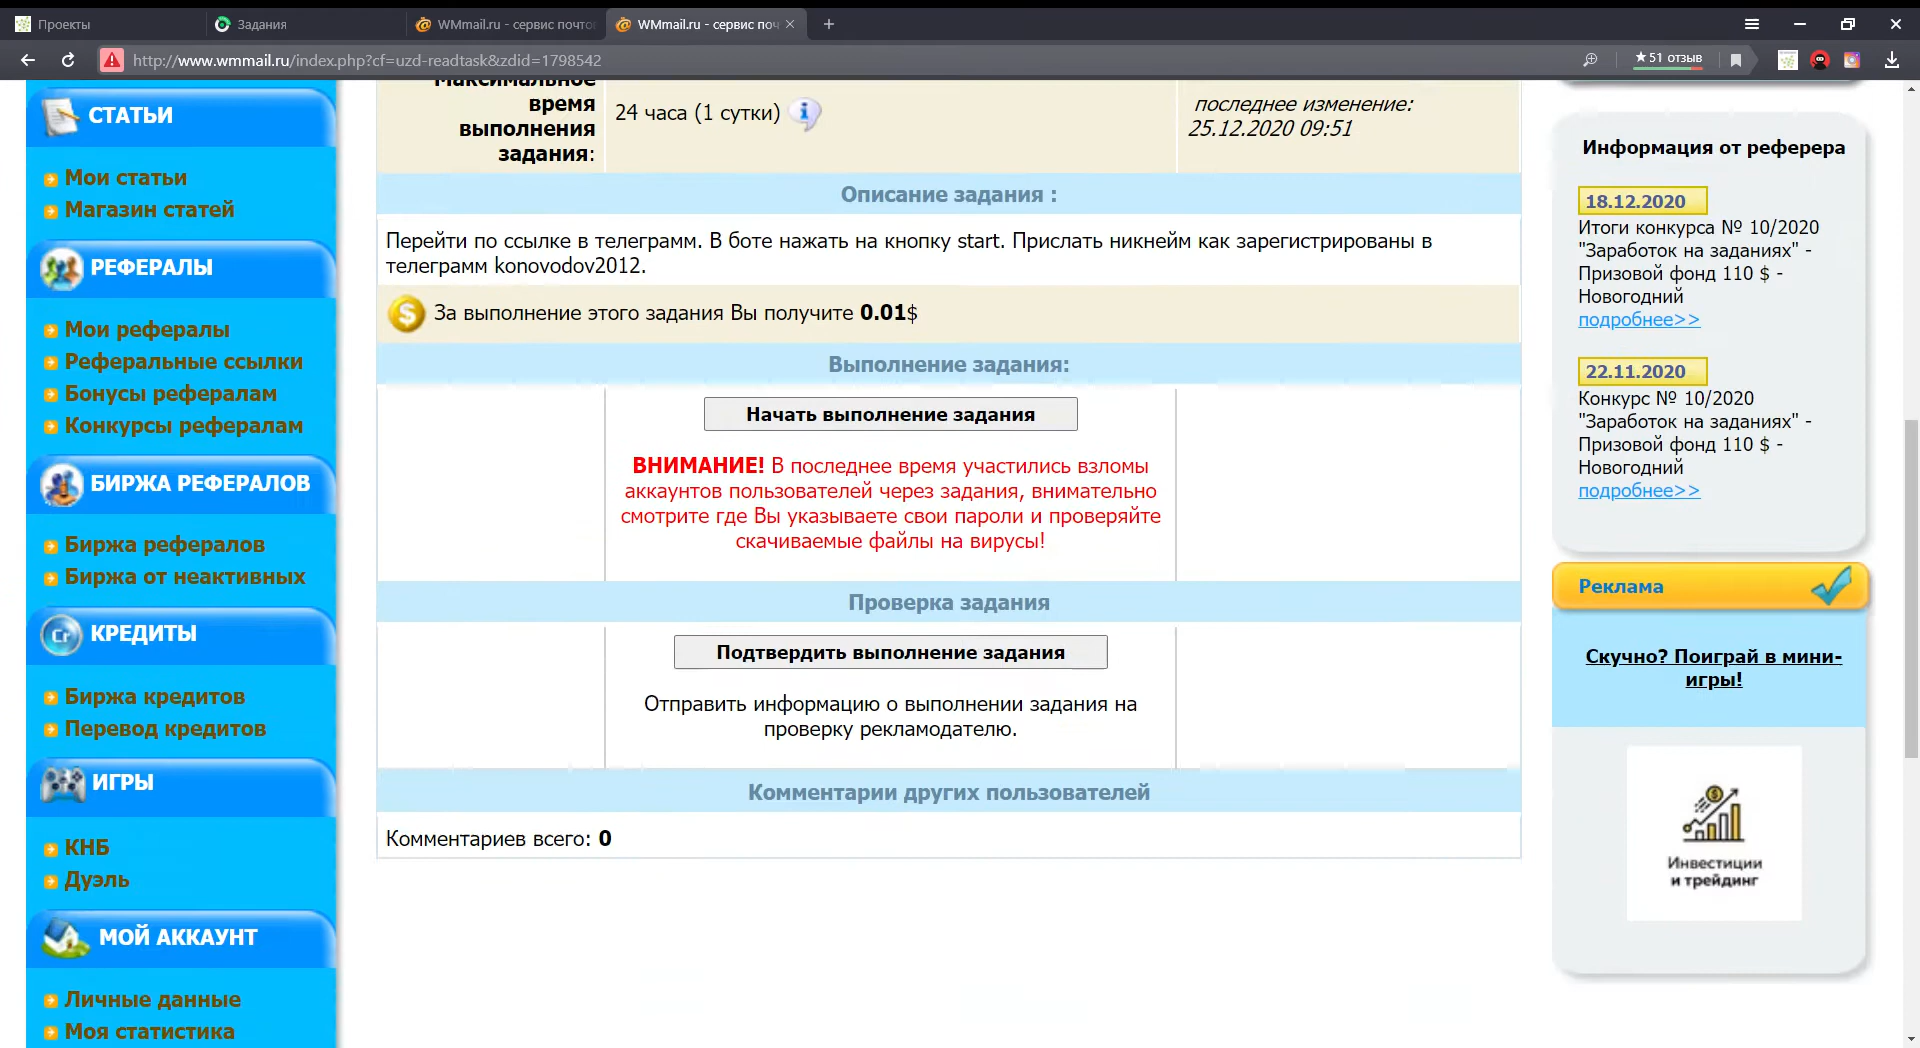 Проекты
Задания
WMmail.ru - сервис почто
WMmail.ru - сервис поч
http://www.wmmail.ru/index.php?cf=uzd-readtask&zdid=1798542
★51 отзыв
СТАТЬИ
Мои статьи
Магазин статей
РЕФЕРАЛЫ
Мои рефералы
Реферальные ссылки
Бонусы рефералам
Конкурсы рефералам
БИРЖА РЕФЕРАЛОВ
Биржа рефералов
Биржа от неактивных
КРЕДИТЫ
Cr
Биржа кредитов
Перевод кредитов
ИГРЫ
КНБ
Дуэль
МОЙ АККАУНТ
Личные данные
Моя статистика
Максимальное
время
выполнения
задания:
24 часа (1 сутки)
последнее изменение:
25.12.2020 09:51
Описание задания :
Перейти по ссылке в телеграмм. В боте нажать на кнопку start. Прислать никнейм как зарегистрированы в
телеграмм konovodov2012.
За выполнение этого задания Вы получите 0.01$
Выполнение задания:
Начать выполнение задания
ВНИМАНИЕ! В последнее время участились взломы
аккаунтов пользователей через задания, внимательно
смотрите где Вы указываете свои пароли и проверяйте
скачиваемые файлы на вирусы!
Проверка задания
Подтвердить выполнение задания
Отправить информацию о выполнении задания на
проверку рекламодателю.
Комментарии других пользователей
Комментариев всего: 0
Информация от реферера
18.12.2020
Итоги конкурса № 10/2020
"Заработок на заданиях" -
Призовой фонд 110 $ -
Новогодний
подробнее>>
22.11.2020
Конкурс № 10/2020
"Заработок на заданиях" -
Призовой фонд 110 $ -
Новогодний
подробнее>>
Реклама
Скучно? Поиграй в мини-
игры!
Инвестиции
и трейдинг